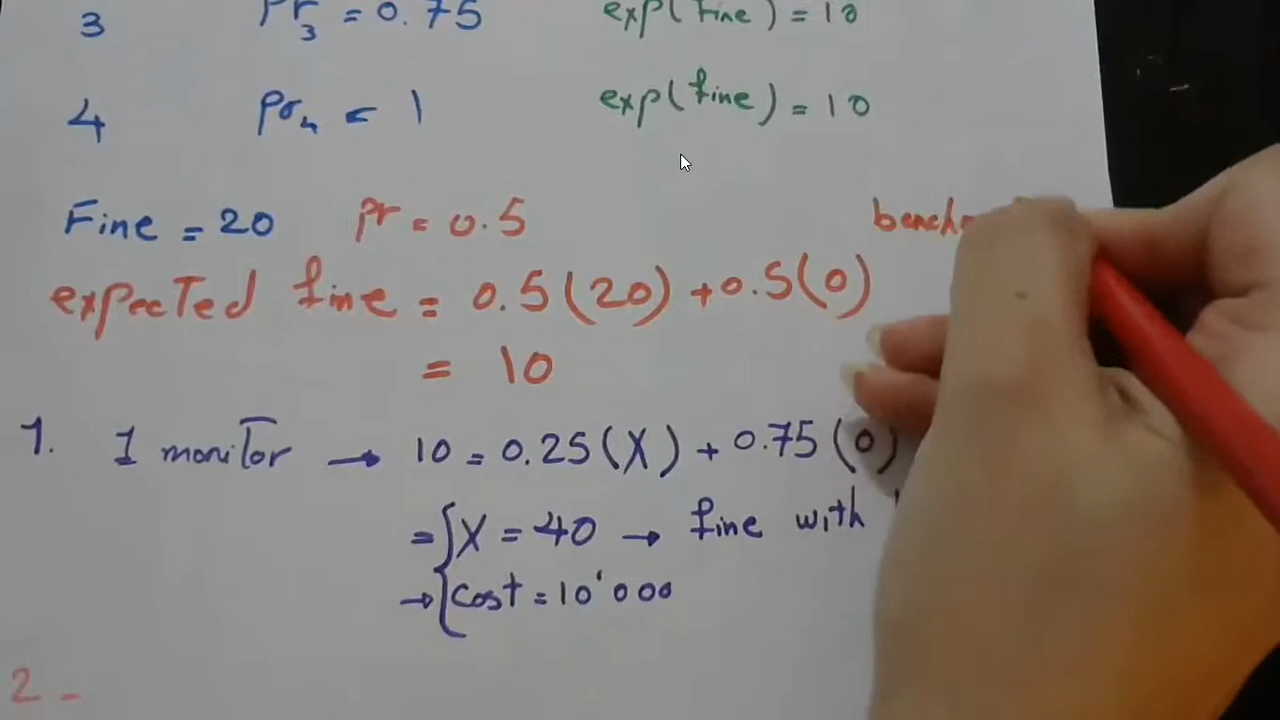 3 Pr3 = 0.75 exp(fine) = 10
4 Pr4 = 1 exp(fine) = 10
Fine = 20 Pr = 0.5
expected fine = 0.5(20) + 0.5(0)
= 10
1. 1 monitor → 10 = 0.25(X) + 0.75(0)
= { X = 40 → fine with
→ { Cost = 10'000
2 -